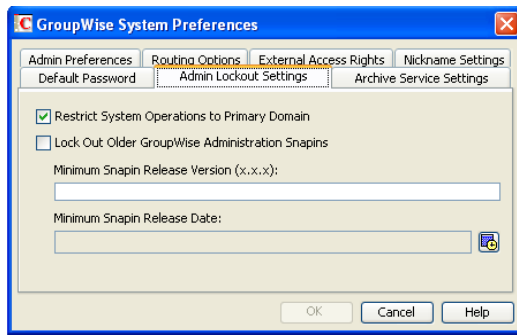 GroupWise System Preferences
Admin Preferences Routing Options External Access Rights Nickname Settings
Default Password Admin Lockout Settings Archive Service Settings
Restrict System Operations to Primary Domain
Lock Out Older GroupWise Administration Snapins
Minimum Snapin Release Version (x.x.x):
Minimum Snapin Release Date:
OK Cancel Help